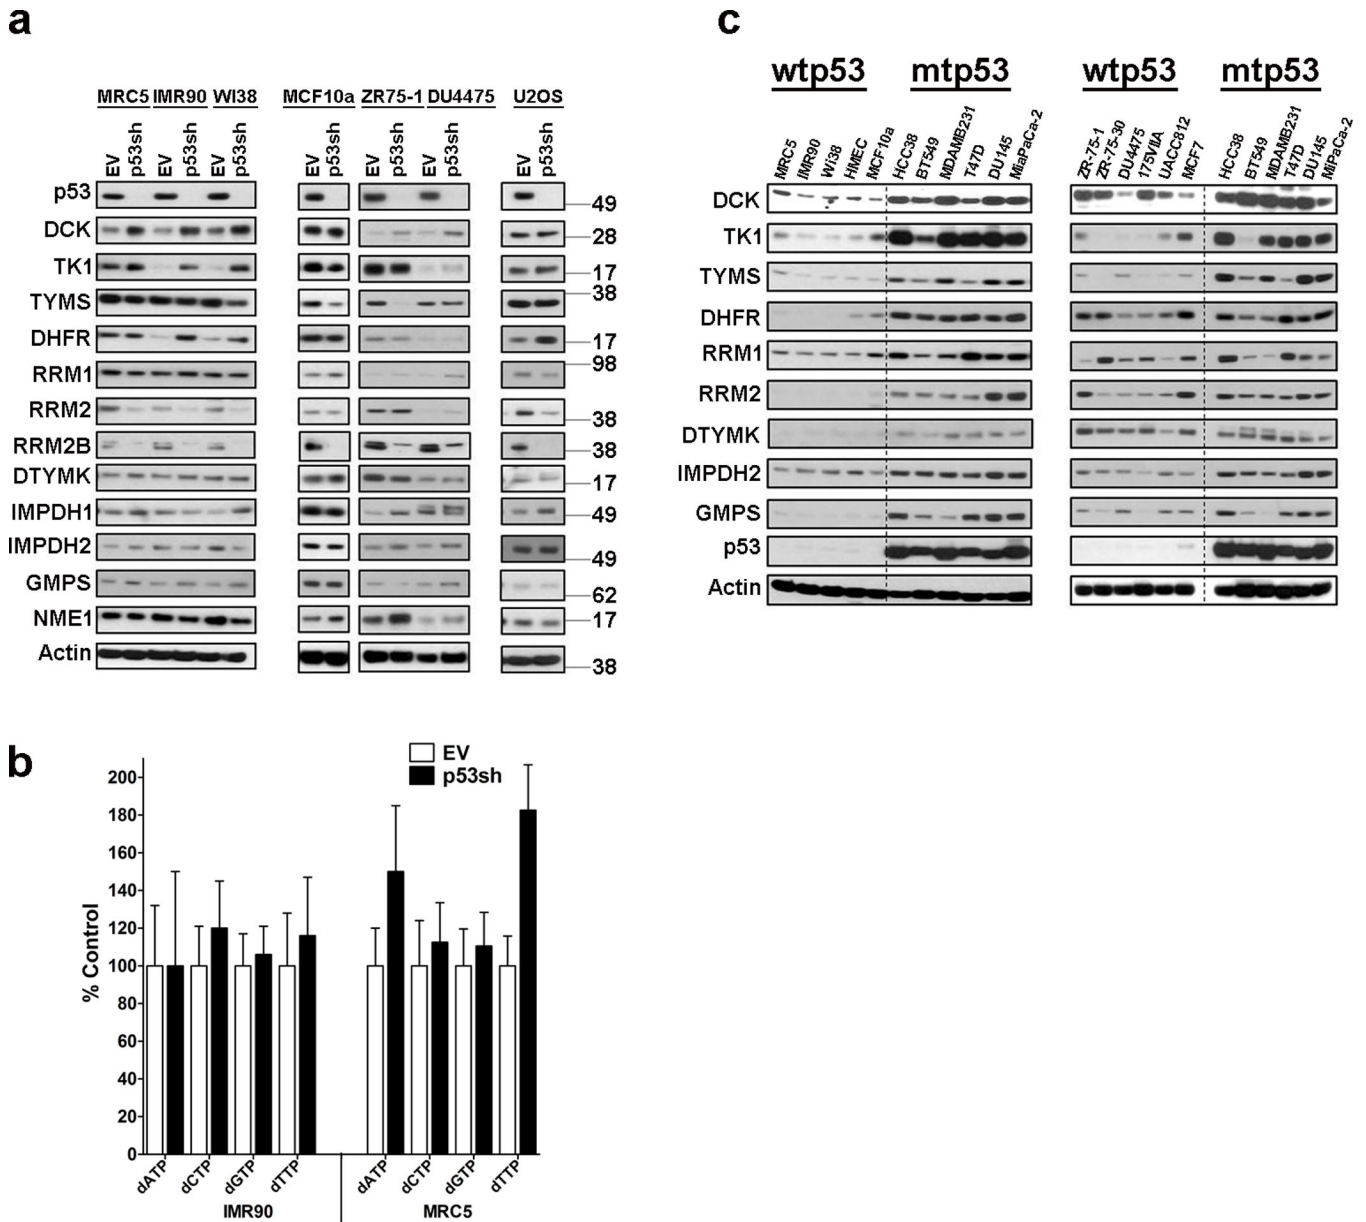 a
MRC5 IMR90 WI38 MCF10a ZR75-1 DU4475 U2OS
EV p53sh EV p53sh EV p53sh EV p53sh EV p53sh EV p53sh EV p53sh
p53 49
DCK 28
TK1 17
TYMS 38
DHFR 17
RRM1 98
RRM2 38
RRM2B 38
DTYMK 17
IMPDH1 49
IMPDH2 49
GMPS 62
NME1 17
Actin 38
c
wtp53 mtp53 wtp53 mtp53
MRC5 IMR90 Wi38 HMEC MCF10a HCC38 BT549 MDAMB231 T47D DU145 MiaPaCa-2
ZR-75-1 ZR-75-30 DU4475 175VIIA UACC812 MCF7 HCC38 BT549 MDAMB231 T47D DU145 MiPaCa-2
DCK
TK1
TYMS
DHFR
RRM1
RRM2
DTYMK
IMPDH2
GMPS
p53
Actin
b
EV
p53sh
% Control
200
180
160
140
120
100
80
60
40
20
0
dATP dCTP dGTP dTTP dATP dCTP dGTP dTTP
IMR90 MRC5